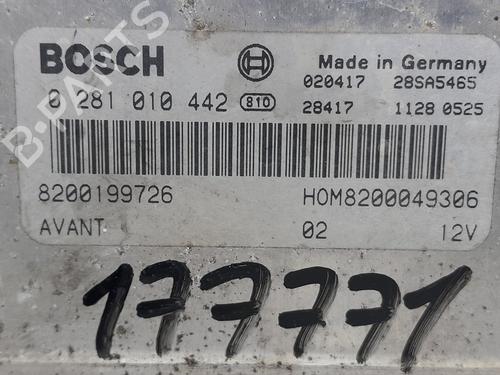 BOSCH
Made in Germany
020417 28SA5465
0 281 010 442 810
28417 1128 0525
8200199726 HOM8200049306
AVANT 02 12V
177771
B-PARTS